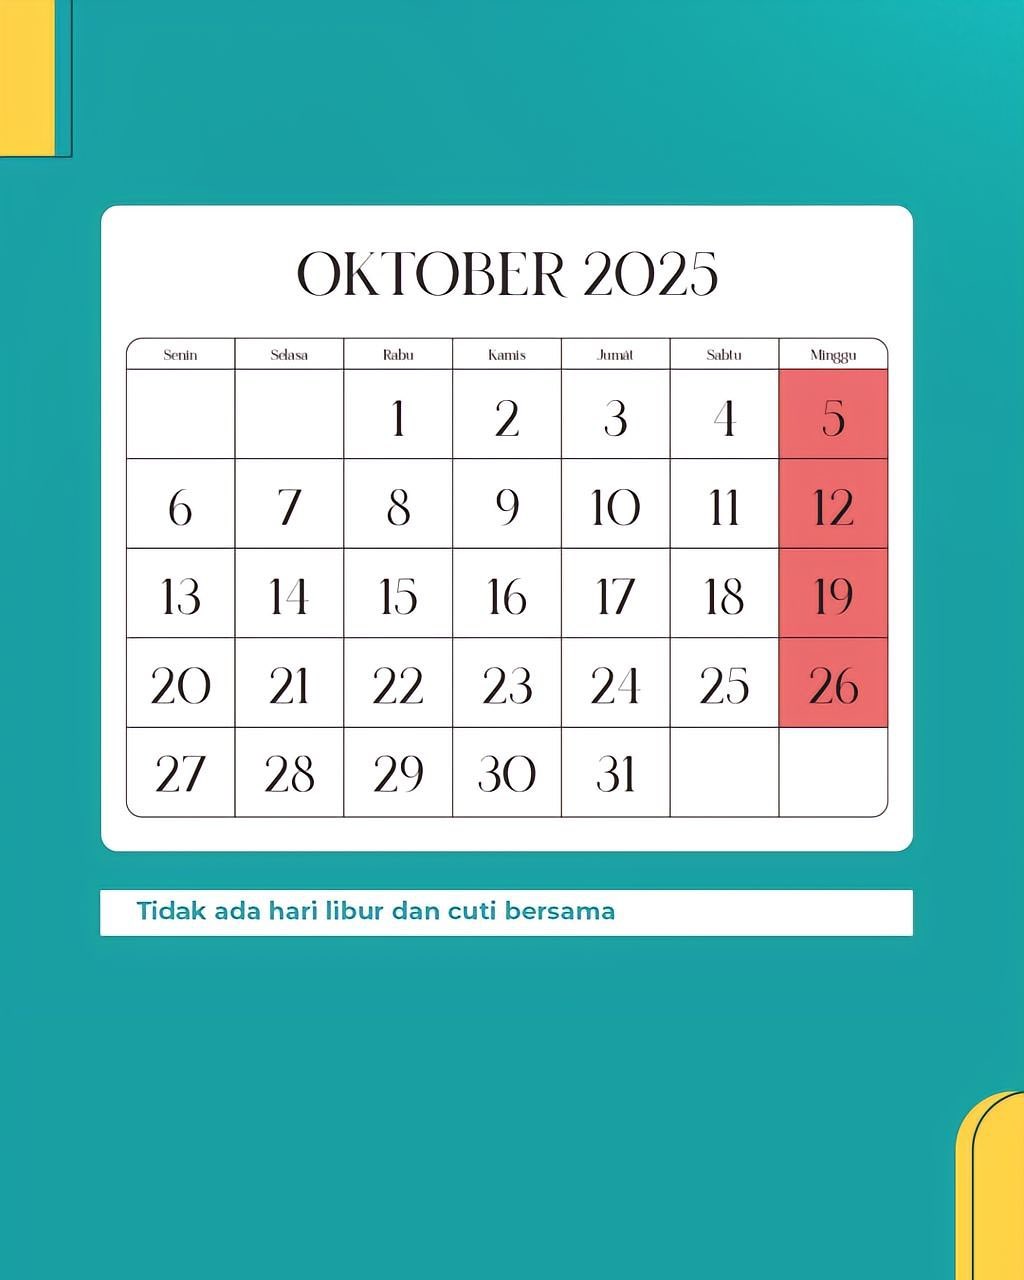 OKTOBER 2025
Senin Selasa Rabu Kamis Jumat Sabtu Minggu
1 2 3 4 5
6 7 8 9 10 11 12
13 14 15 16 17 18 19
20 21 22 23 24 25 26
27 28 29 30 31
Tidak ada hari libur dan cuti bersama